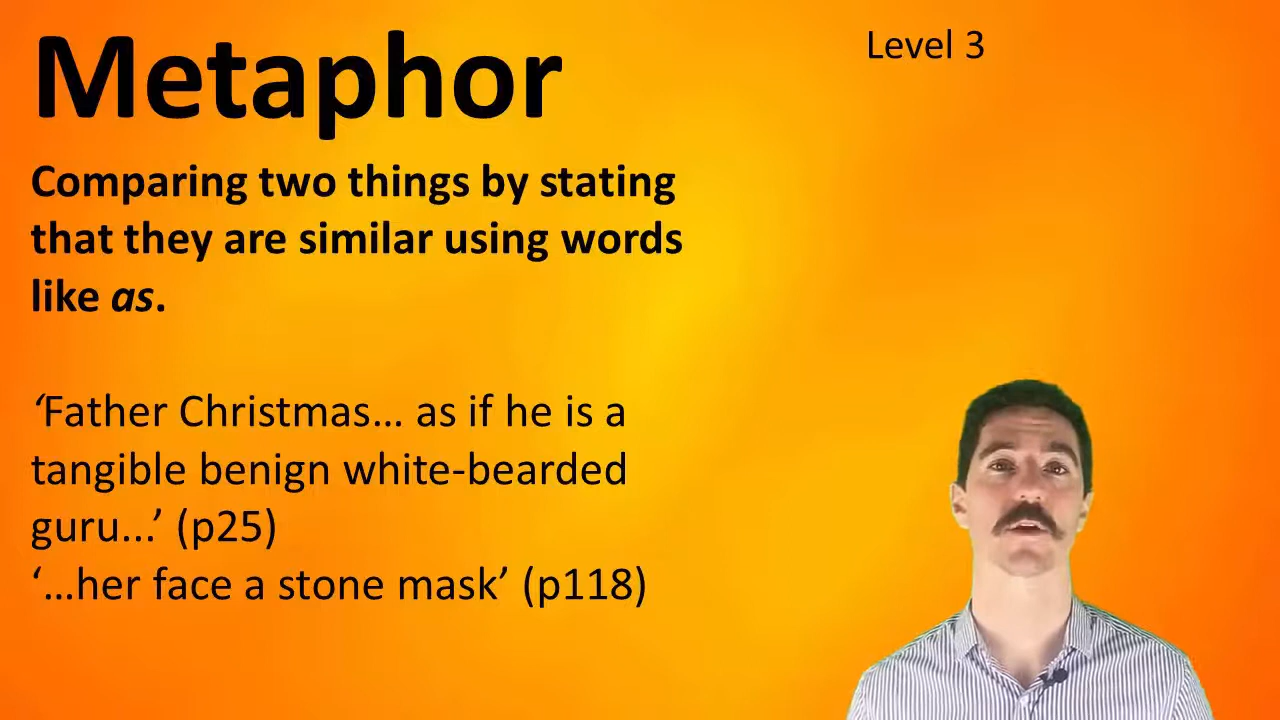 Metaphor
Level 3
Comparing two things by stating
that they are similar using words
like as.
‘Father Christmas... as if he is a
tangible benign white-bearded
guru...’ (p25)
‘...her face a stone mask’ (p118)